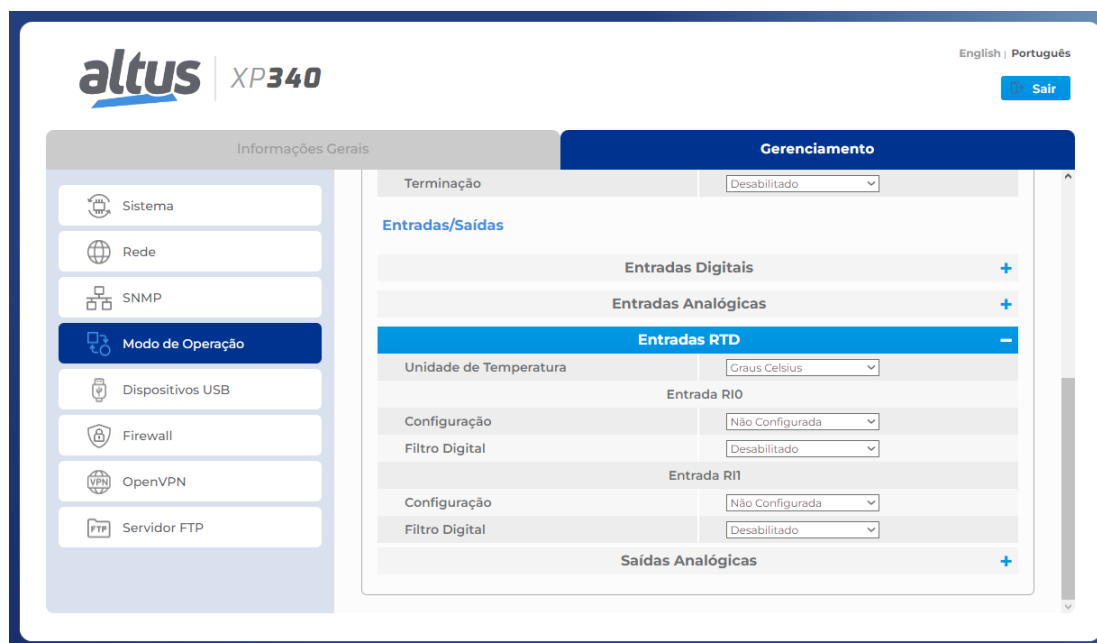 English | Português
altus XP340
Sair
Informações Gerais
Gerenciamento
Sistema
Rede
SNMP
Modo de Operação
Dispositivos USB
Firewall
VPN OpenVPN
FTP Servidor FTP
Terminação Desabilitado
Entradas/Saídas
Entradas Digitais +
Entradas Analógicas +
Entradas RTD −
Unidade de Temperatura Graus Celsius
Entrada RI0
Configuração Não Configurada
Filtro Digital Desabilitado
Entrada RI1
Configuração Não Configurada
Filtro Digital Desabilitado
Saídas Analógicas +